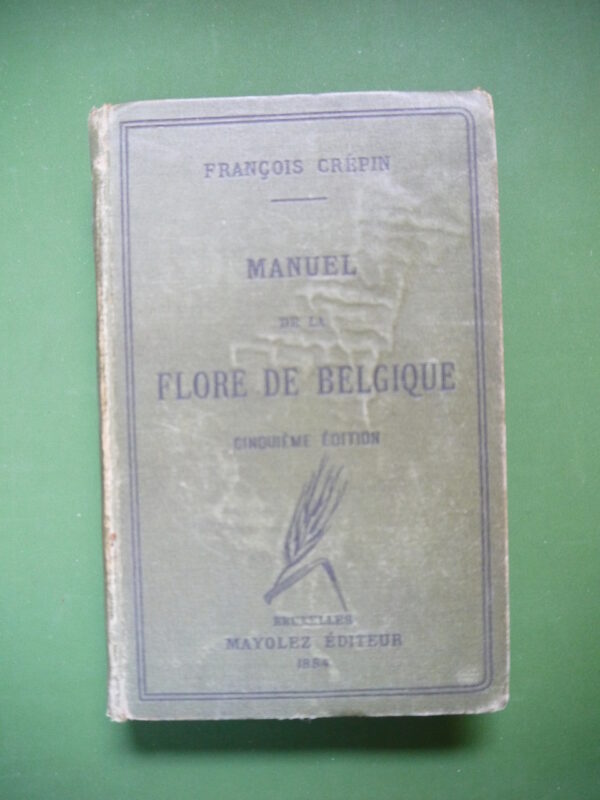 FRANÇOIS CRÉPIN
MANUEL
DE LA
FLORE DE BELGIQUE
CINQUIÈME ÉDITION
BRUXELLES
MAYOLEZ ÉDITEUR
1884